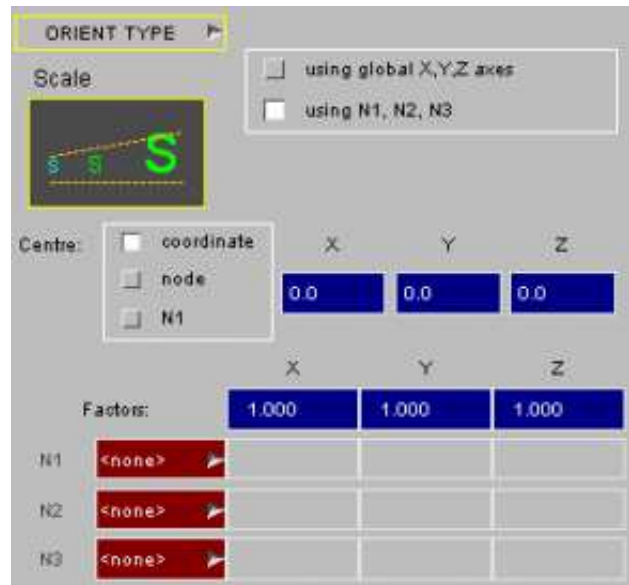 ORIENT TYPE
Scale
using global X,Y,Z axes
using N1, N2, N3
S S S
Centre: coordinate X Y Z
node
0.0 0.0 0.0
N1
X Y Z
Factors: 1.000 1.000 1.000
N1 <none>
N2 <none>
N3 <none>